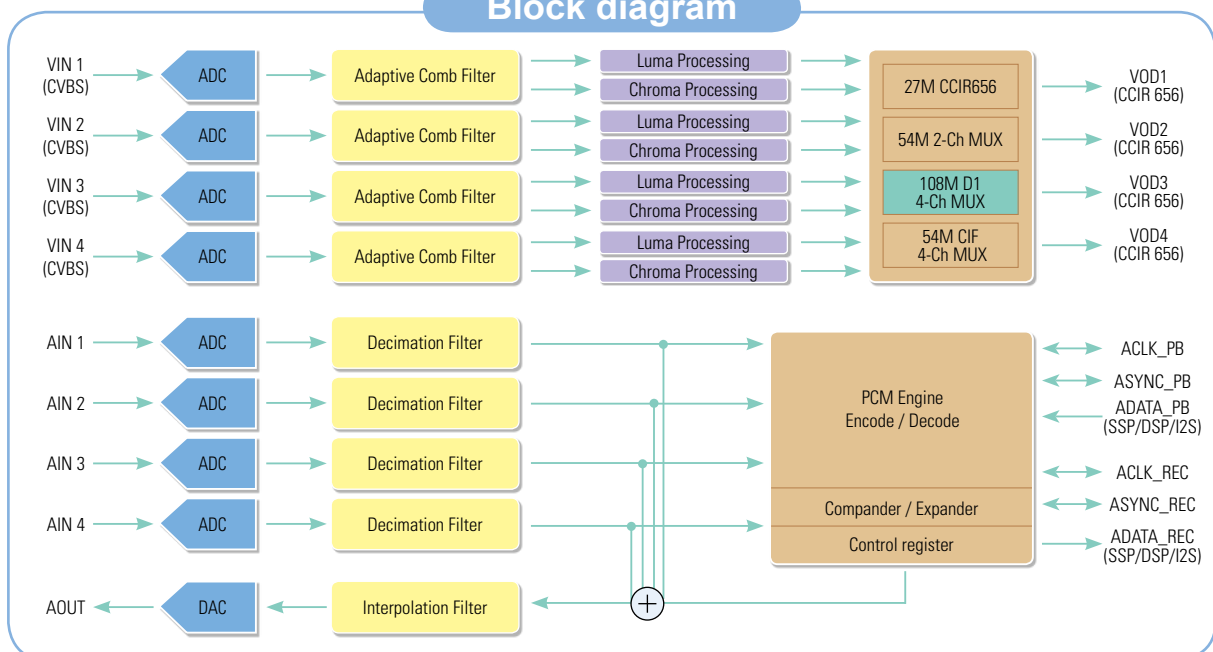 Block diagram
VIN 1
(CVBS)
ADC
Adaptive Comb Filter
Luma Processing
Chroma Processing
VIN 2
(CVBS)
ADC
Adaptive Comb Filter
Luma Processing
Chroma Processing
VIN 3
(CVBS)
ADC
Adaptive Comb Filter
Luma Processing
Chroma Processing
VIN 4
(CVBS)
ADC
Adaptive Comb Filter
Luma Processing
Chroma Processing
27M CCIR656
54M 2-Ch MUX
108M D1
4-Ch MUX
54M CIF
4-Ch MUX
VOD1
(CCIR 656)
VOD2
(CCIR 656)
VOD3
(CCIR 656)
VOD4
(CCIR 656)
AIN 1
ADC
Decimation Filter
AIN 2
ADC
Decimation Filter
AIN 3
ADC
Decimation Filter
AIN 4
ADC
Decimation Filter
PCM Engine
Encode / Decode
Compander / Expander
Control register
ACLK_PB
ASYNC_PB
ADATA_PB
(SSP/DSP/I2S)
ACLK_REC
ASYNC_REC
ADATA_REC
(SSP/DSP/I2S)
AOUT
DAC
Interpolation Filter
+